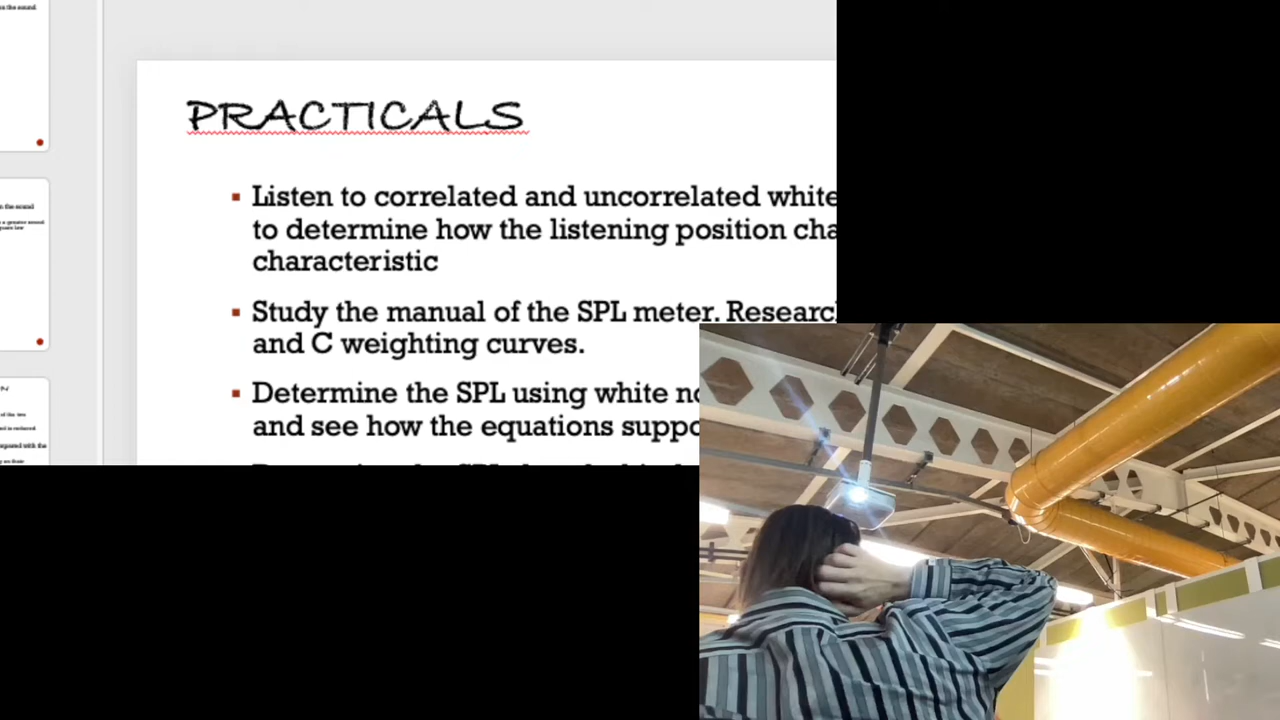 PRACTICALS
Listen to correlated and uncorrelated white
to determine how the listening position cha
characteristic
Study the manual of the SPL meter. Researc
and C weighting curves.
Determine the SPL using white no
and see how the equations suppo